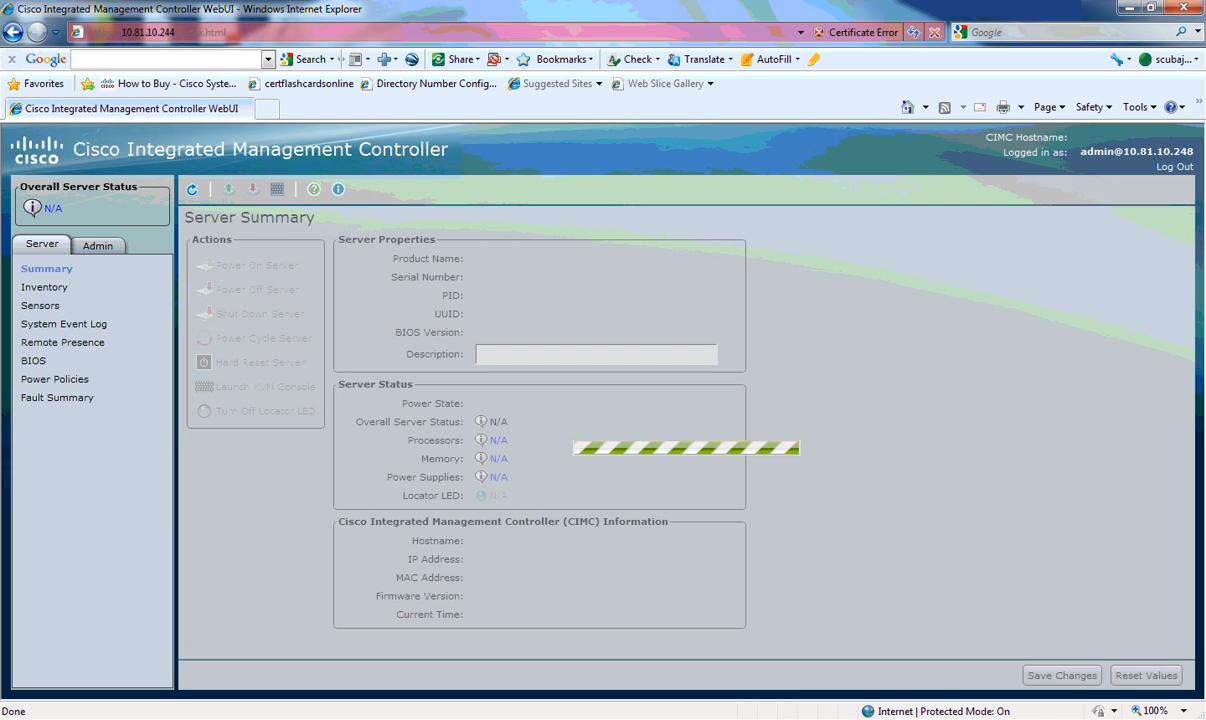 Cisco Integrated Management Controller WebUI - Windows Internet Explorer
10.81.10.244 Certificate Error Google
x Google Search Share Bookmarks Check Translate AutoFill scubaj...
Favorites How to Buy - Cisco Syste... certflashcardsonline Directory Number Config... Suggested Sites Web Slice Gallery
Cisco Integrated Management Controller WebUI Page Safety Tools
CISCO Cisco Integrated Management Controller
CIMC Hostname:
Logged in as: admin@10.81.10.248
Log Out
Overall Server Status
N/A
Server Admin
Summary
Inventory
Sensors
System Event Log
Remote Presence
BIOS
Power Policies
Fault Summary
Server Summary
Actions
Power On Server
Power Off Server
Shut Down Server
Power Cycle Server
Hard Reset Server
Launch KVM Console
Turn Off Locator LED
Server Properties
Product Name:
Serial Number:
PID:
UUID:
BIOS Version:
Description:
Server Status
Power State:
Overall Server Status: N/A
Processors: N/A
Memory: N/A
Power Supplies: N/A
Locator LED: N/A
Cisco Integrated Management Controller (CIMC) Information
Hostname:
IP Address:
MAC Address:
Firmware Version:
Current Time:
Save Changes Reset Values
Done Internet | Protected Mode: On 100%